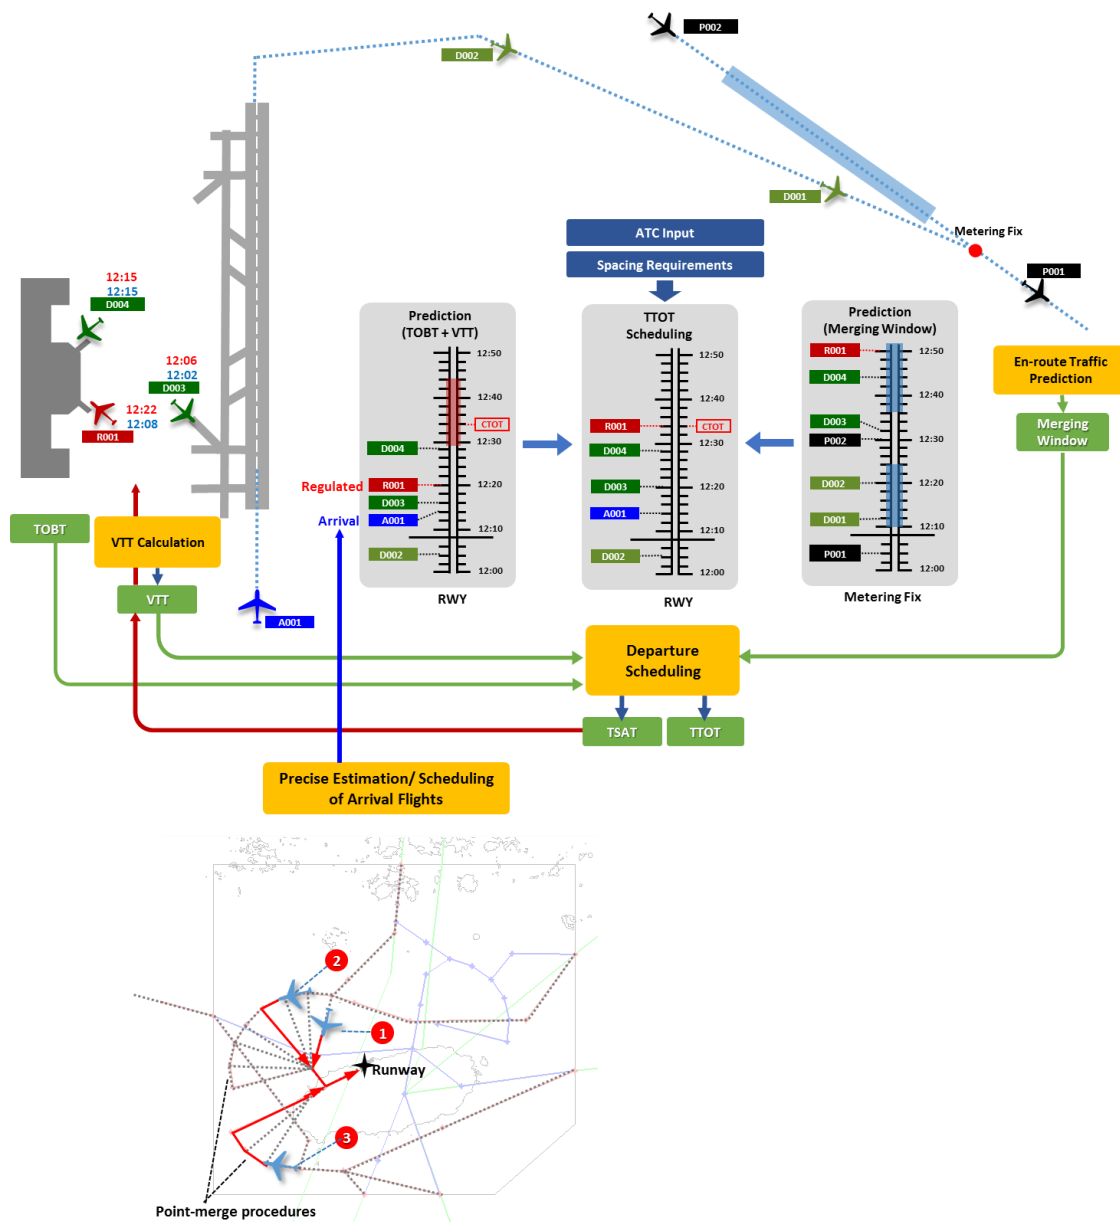 P002
D002
D001
Metering Fix
P001
ATC Input
Spacing Requirements
12:15
12:15
D004
12:06
12:02
D003
12:22
12:08
R001
Prediction
(TOBT + VTT)
12:50
12:40
CTOT
12:30
D004
Regulated
R001
12:20
D003
Arrival
A001
12:10
D002
12:00
RWY
TTOT
Scheduling
12:50
12:40
R001
CTOT
12:30
D004
D003
12:20
A001
12:10
D002
12:00
RWY
Prediction
(Merging Window)
R001
12:50
D004
12:40
D003
P002
12:30
D002
12:20
D001
12:10
P001
12:00
Metering Fix
En-route Traffic
Prediction
Merging
Window
TOBT
VTT Calculation
VTT
A001
Departure
Scheduling
TSAT
TTOT
Precise Estimation/ Scheduling
of Arrival Flights
2
1
Runway
3
Point-merge procedures